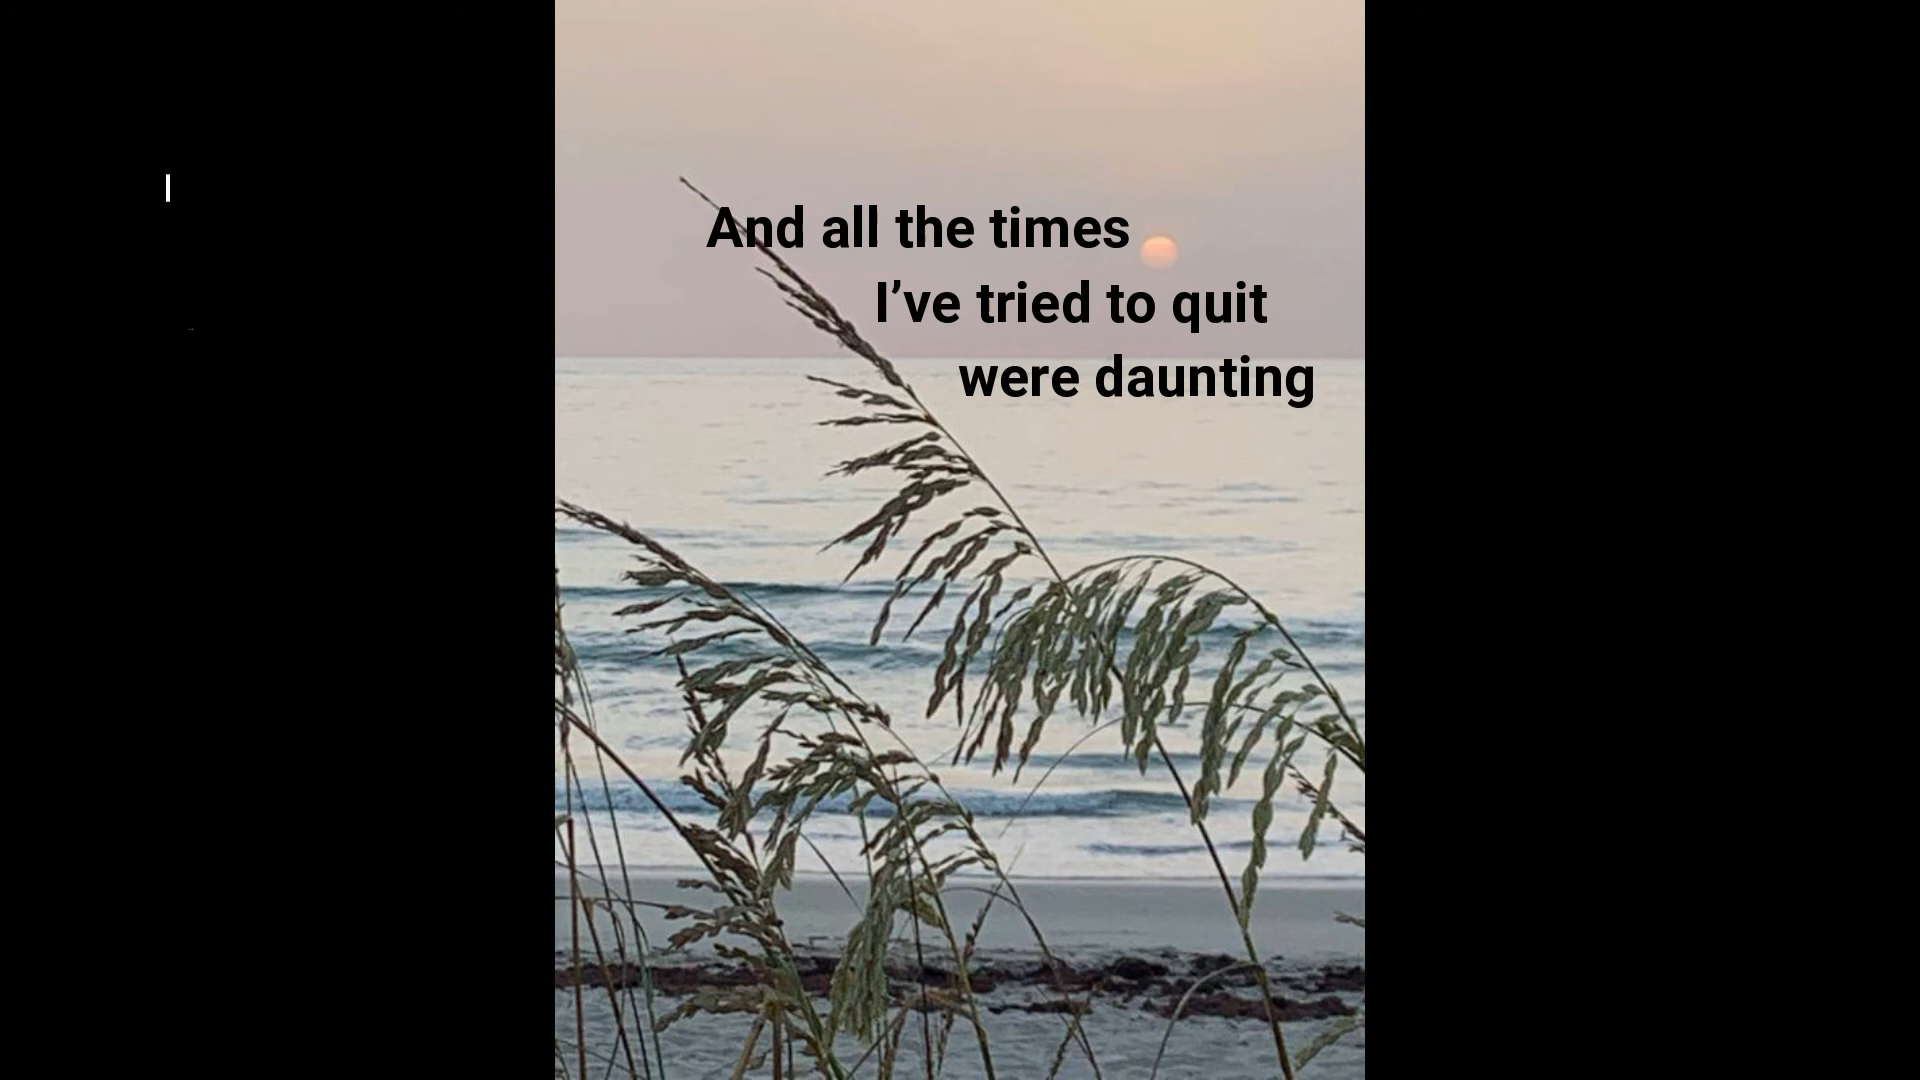 And all the times
I’ve tried to quit
were daunting